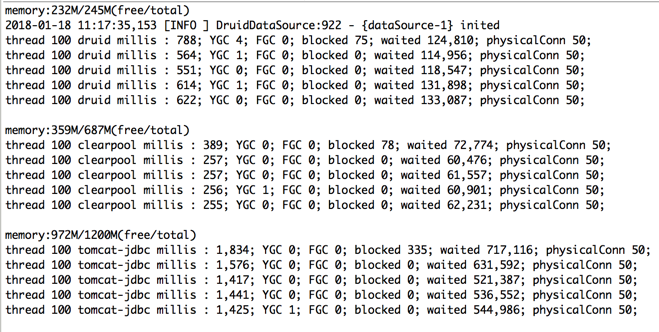 memory:232M/245M(free/total)
2018-01-18 11:17:35,153 [INFO ] DruidDataSource:922 - {dataSource-1} inited
thread 100 druid millis : 788; YGC 4; FGC 0; blocked 75; waited 124,810; physicalConn 50;
thread 100 druid millis : 564; YGC 1; FGC 0; blocked 0; waited 114,956; physicalConn 50;
thread 100 druid millis : 551; YGC 0; FGC 0; blocked 0; waited 118,547; physicalConn 50;
thread 100 druid millis : 614; YGC 1; FGC 0; blocked 0; waited 131,898; physicalConn 50;
thread 100 druid millis : 622; YGC 0; FGC 0; blocked 0; waited 133,087; physicalConn 50;
memory:359M/687M(free/total)
thread 100 clearpool millis : 389; YGC 0; FGC 0; blocked 78; waited 72,774; physicalConn 50;
thread 100 clearpool millis : 257; YGC 0; FGC 0; blocked 0; waited 60,476; physicalConn 50;
thread 100 clearpool millis : 257; YGC 0; FGC 0; blocked 0; waited 61,557; physicalConn 50;
thread 100 clearpool millis : 256; YGC 1; FGC 0; blocked 0; waited 60,901; physicalConn 50;
thread 100 clearpool millis : 255; YGC 0; FGC 0; blocked 0; waited 62,231; physicalConn 50;
memory:972M/1200M(free/total)
thread 100 tomcat-jdbc millis : 1,834; YGC 0; FGC 0; blocked 335; waited 717,116; physicalConn 50;
thread 100 tomcat-jdbc millis : 1,576; YGC 0; FGC 0; blocked 0; waited 631,592; physicalConn 50;
thread 100 tomcat-jdbc millis : 1,417; YGC 0; FGC 0; blocked 0; waited 521,387; physicalConn 50;
thread 100 tomcat-jdbc millis : 1,441; YGC 0; FGC 0; blocked 0; waited 536,552; physicalConn 50;
thread 100 tomcat-jdbc millis : 1,425; YGC 1; FGC 0; blocked 0; waited 544,986; physicalConn 50;